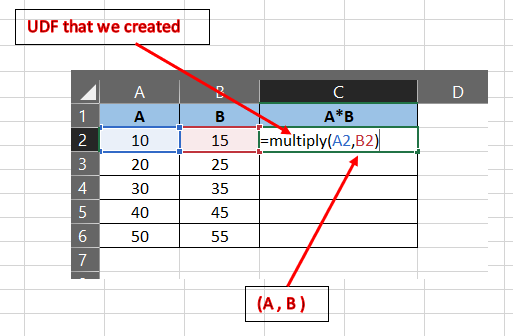 UDF that we created
A B C D
1 A B A*B
2 10 15 =multiply(A2,B2)
3 20 25
4 30 35
5 40 45
6 50 55
7
(A , B )